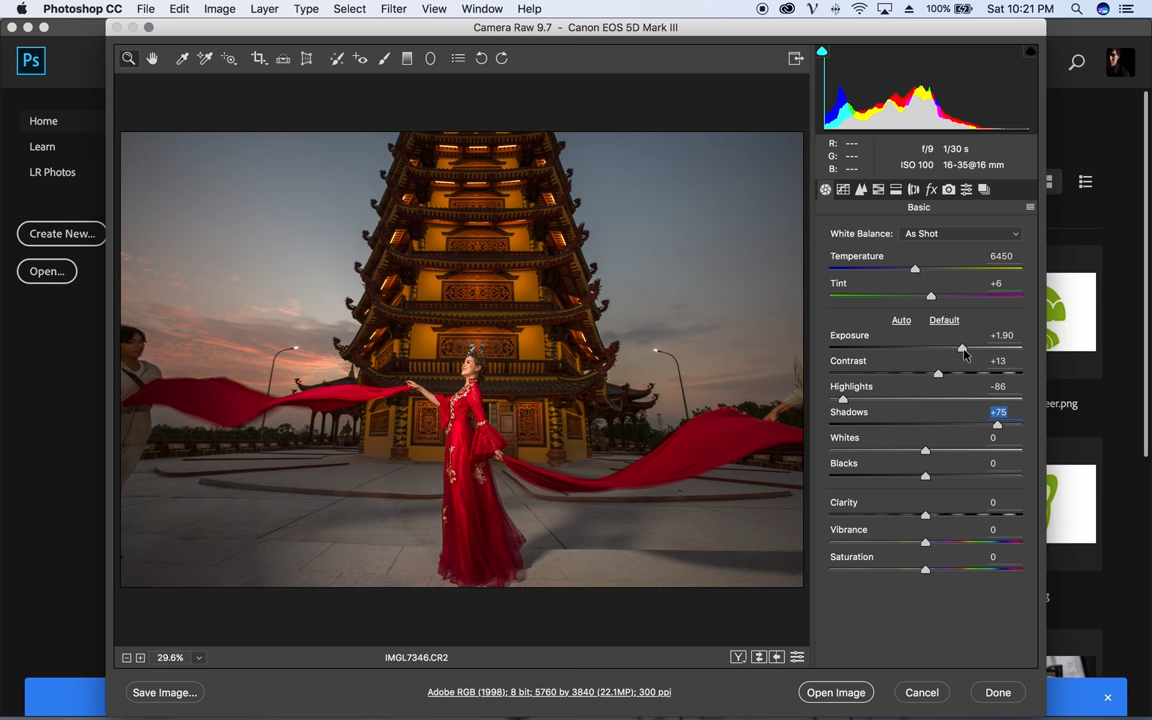 Photoshop CC File Edit Image Layer Type Select Filter View Window Help 100% Sat 10:21 PM
Camera Raw 9.7 - Canon EOS 5D Mark III
Ps
Home
Learn
LR Photos
Create New...
Open...
R: ---
G: ---
B: ---
f/9 1/30 s
ISO 100 16-35@16 mm
fx
Basic
White Balance: As Shot
Temperature 6450
Tint +6
Auto Default
Exposure +1.90
Contrast +13
Highlights -86
Shadows +75
Whites 0
Blacks 0
Clarity 0
Vibrance 0
Saturation 0
eer.png
g
29.6% IMGL7346.CR2 Y
Save Image... Adobe RGB (1998); 8 bit; 5760 by 3840 (22.1MP); 300 ppi Open Image Cancel Done